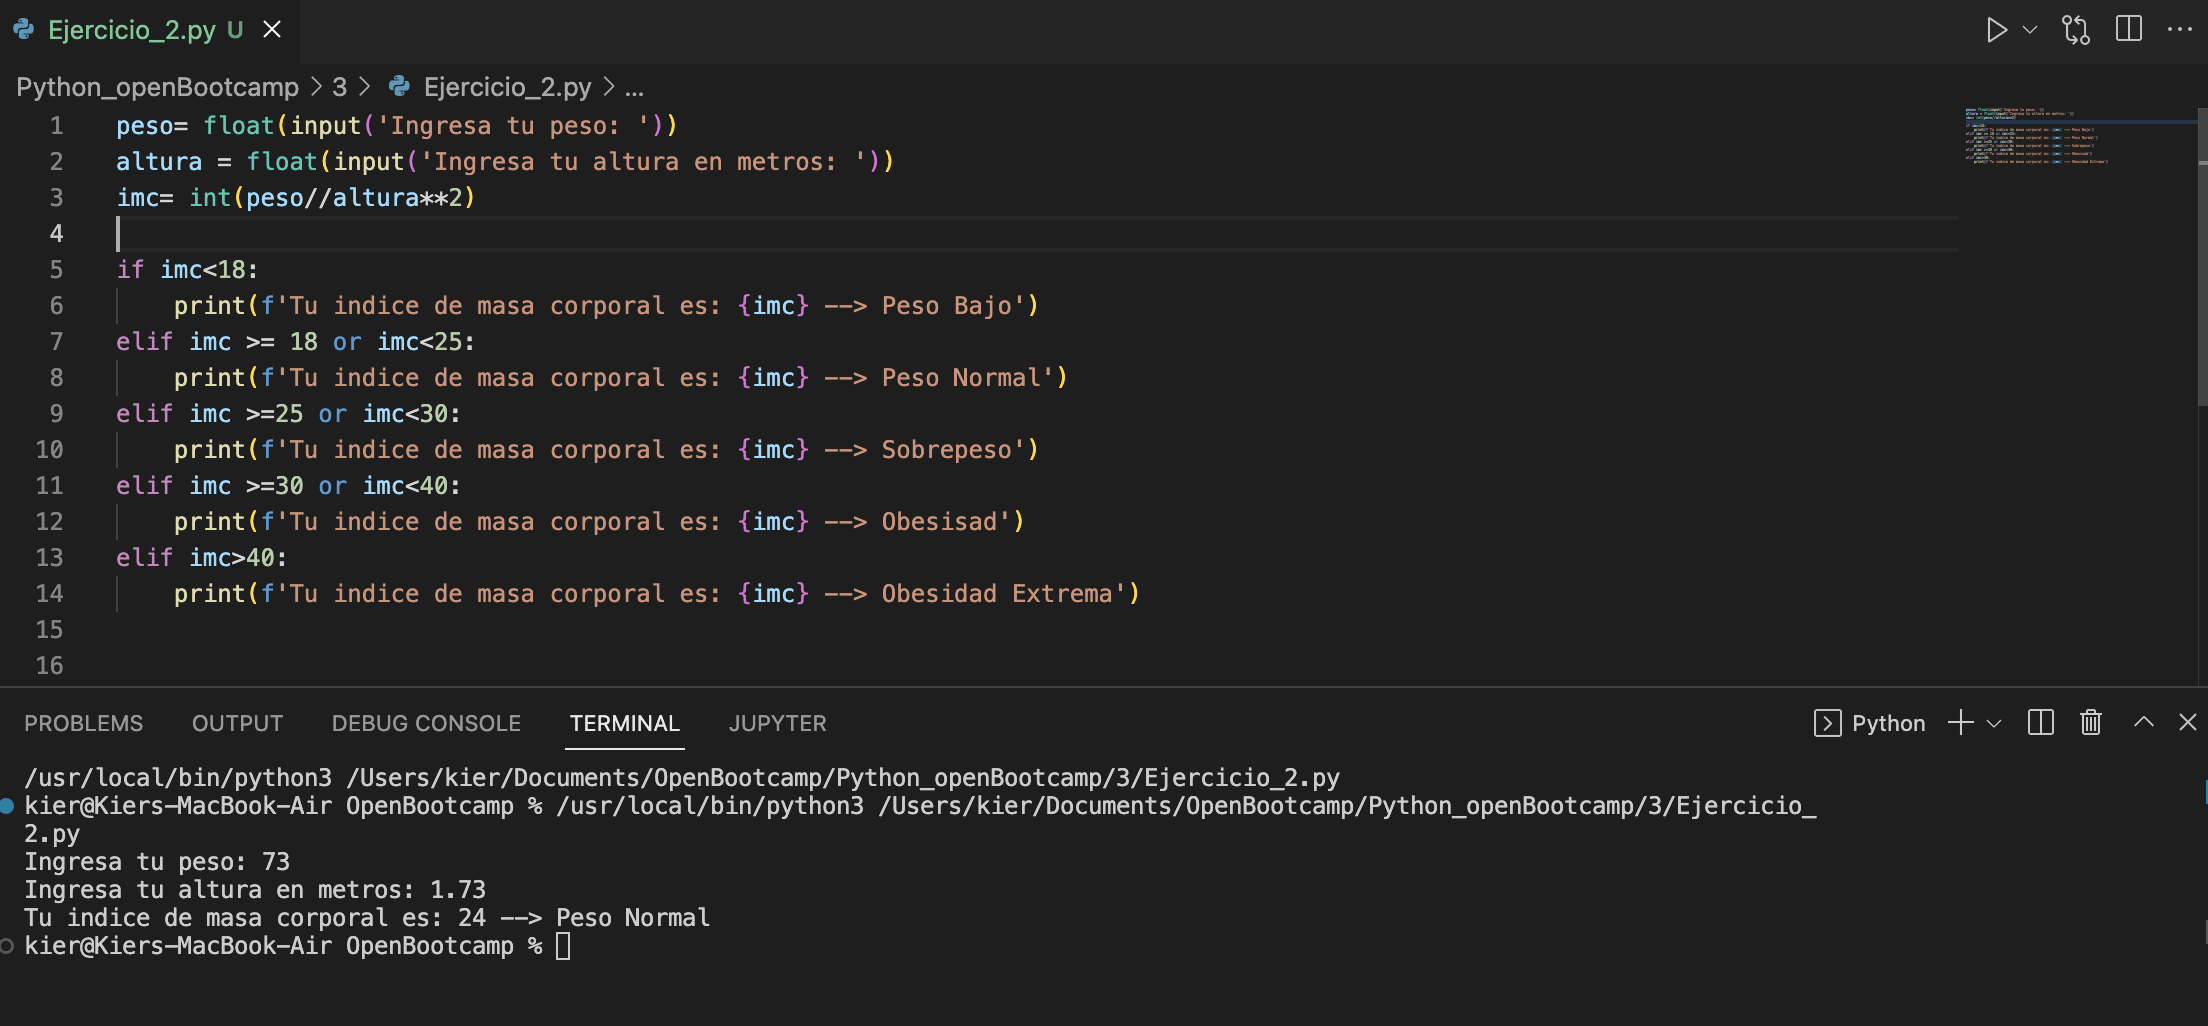 Ejercicio_2.py U
Python_openBootcamp > 3 > Ejercicio_2.py > ...
1 peso= float(input('Ingresa tu peso: '))
2 altura = float(input('Ingresa tu altura en metros: '))
3 imc= int(peso//altura**2)
4
5 if imc<18:
6     print(f'Tu indice de masa corporal es: {imc} --> Peso Bajo')
7 elif imc >= 18 or imc<25:
8     print(f'Tu indice de masa corporal es: {imc} --> Peso Normal')
9 elif imc >=25 or imc<30:
10     print(f'Tu indice de masa corporal es: {imc} --> Sobrepeso')
11 elif imc >=30 or imc<40:
12     print(f'Tu indice de masa corporal es: {imc} --> Obesisad')
13 elif imc>40:
14     print(f'Tu indice de masa corporal es: {imc} --> Obesidad Extrema')
15
16
PROBLEMS OUTPUT DEBUG CONSOLE TERMINAL JUPYTER Python
/usr/local/bin/python3 /Users/kier/Documents/OpenBootcamp/Python_openBootcamp/3/Ejercicio_2.py
kier@Kiers-MacBook-Air OpenBootcamp % /usr/local/bin/python3 /Users/kier/Documents/OpenBootcamp/Python_openBootcamp/3/Ejercicio_
2.py
Ingresa tu peso: 73
Ingresa tu altura en metros: 1.73
Tu indice de masa corporal es: 24 --> Peso Normal
kier@Kiers-MacBook-Air OpenBootcamp %